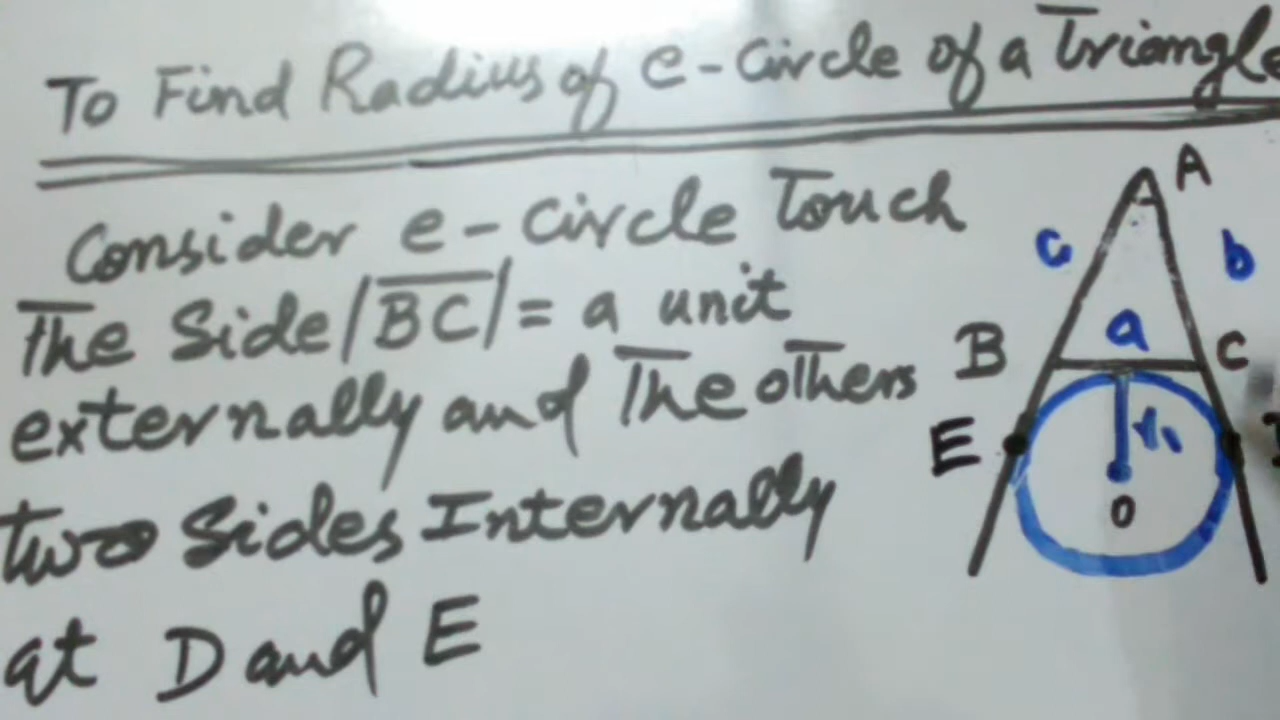 To Find Radius of e-Circle of a Triangle
Consider e-Circle Touch
The Side |BC| = a unit
externally and The others
two Sides Internally
at D and E
A
c
b
B
a
C
E
r₁
O